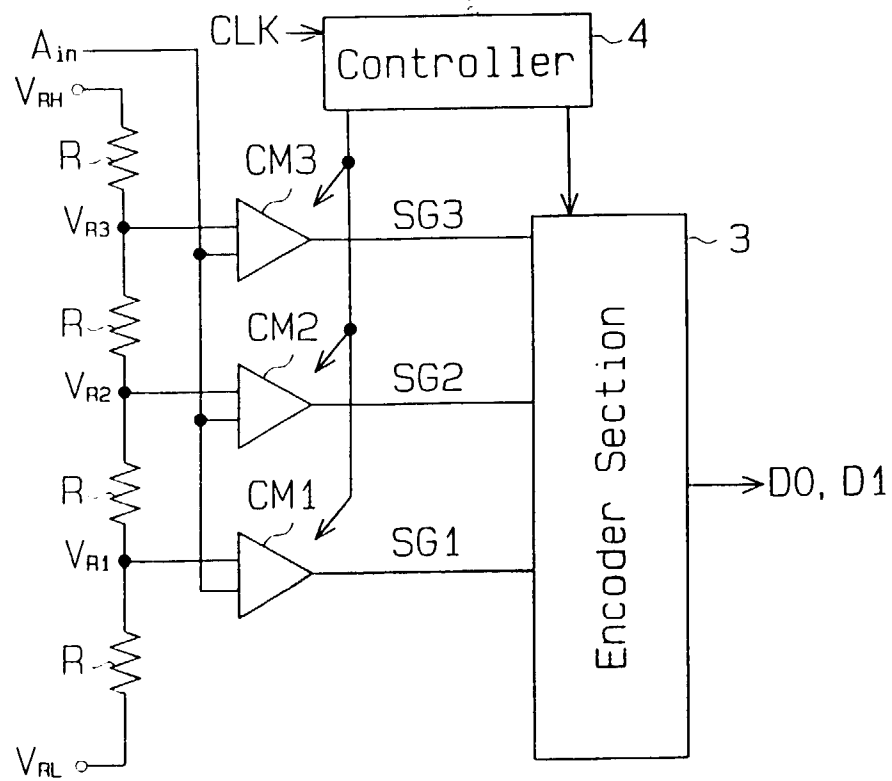 CLK
4
Ain
Controller
VRH
R
CM3
VR3
SG3
3
R
CM2
VR2
SG2
Encoder Section
R
D0, D1
CM1
VR1
SG1
R
VRL